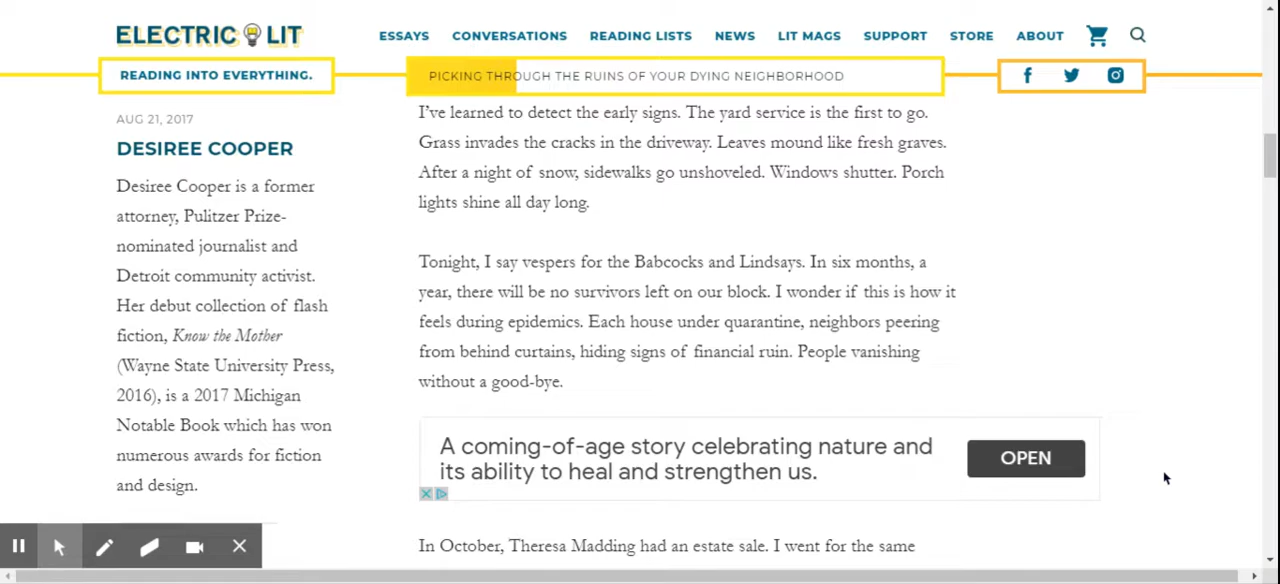 ELECTRIC LIT
ESSAYS CONVERSATIONS READING LISTS NEWS LIT MAGS SUPPORT STORE ABOUT
READING INTO EVERYTHING.
PICKING THROUGH THE RUINS OF YOUR DYING NEIGHBORHOOD
AUG 21, 2017
DESIREE COOPER
Desiree Cooper is a former
attorney, Pulitzer Prize-
nominated journalist and
Detroit community activist.
Her debut collection of flash
fiction, Know the Mother
(Wayne State University Press,
2016), is a 2017 Michigan
Notable Book which has won
numerous awards for fiction
and design.
I’ve learned to detect the early signs. The yard service is the first to go.
Grass invades the cracks in the driveway. Leaves mound like fresh graves.
After a night of snow, sidewalks go unshoveled. Windows shutter. Porch
lights shine all day long.
Tonight, I say vespers for the Babcocks and Lindsays. In six months, a
year, there will be no survivors left on our block. I wonder if this is how it
feels during epidemics. Each house under quarantine, neighbors peering
from behind curtains, hiding signs of financial ruin. People vanishing
without a good-bye.
A coming-of-age story celebrating nature and
its ability to heal and strengthen us.
OPEN
In October, Theresa Madding had an estate sale. I went for the same